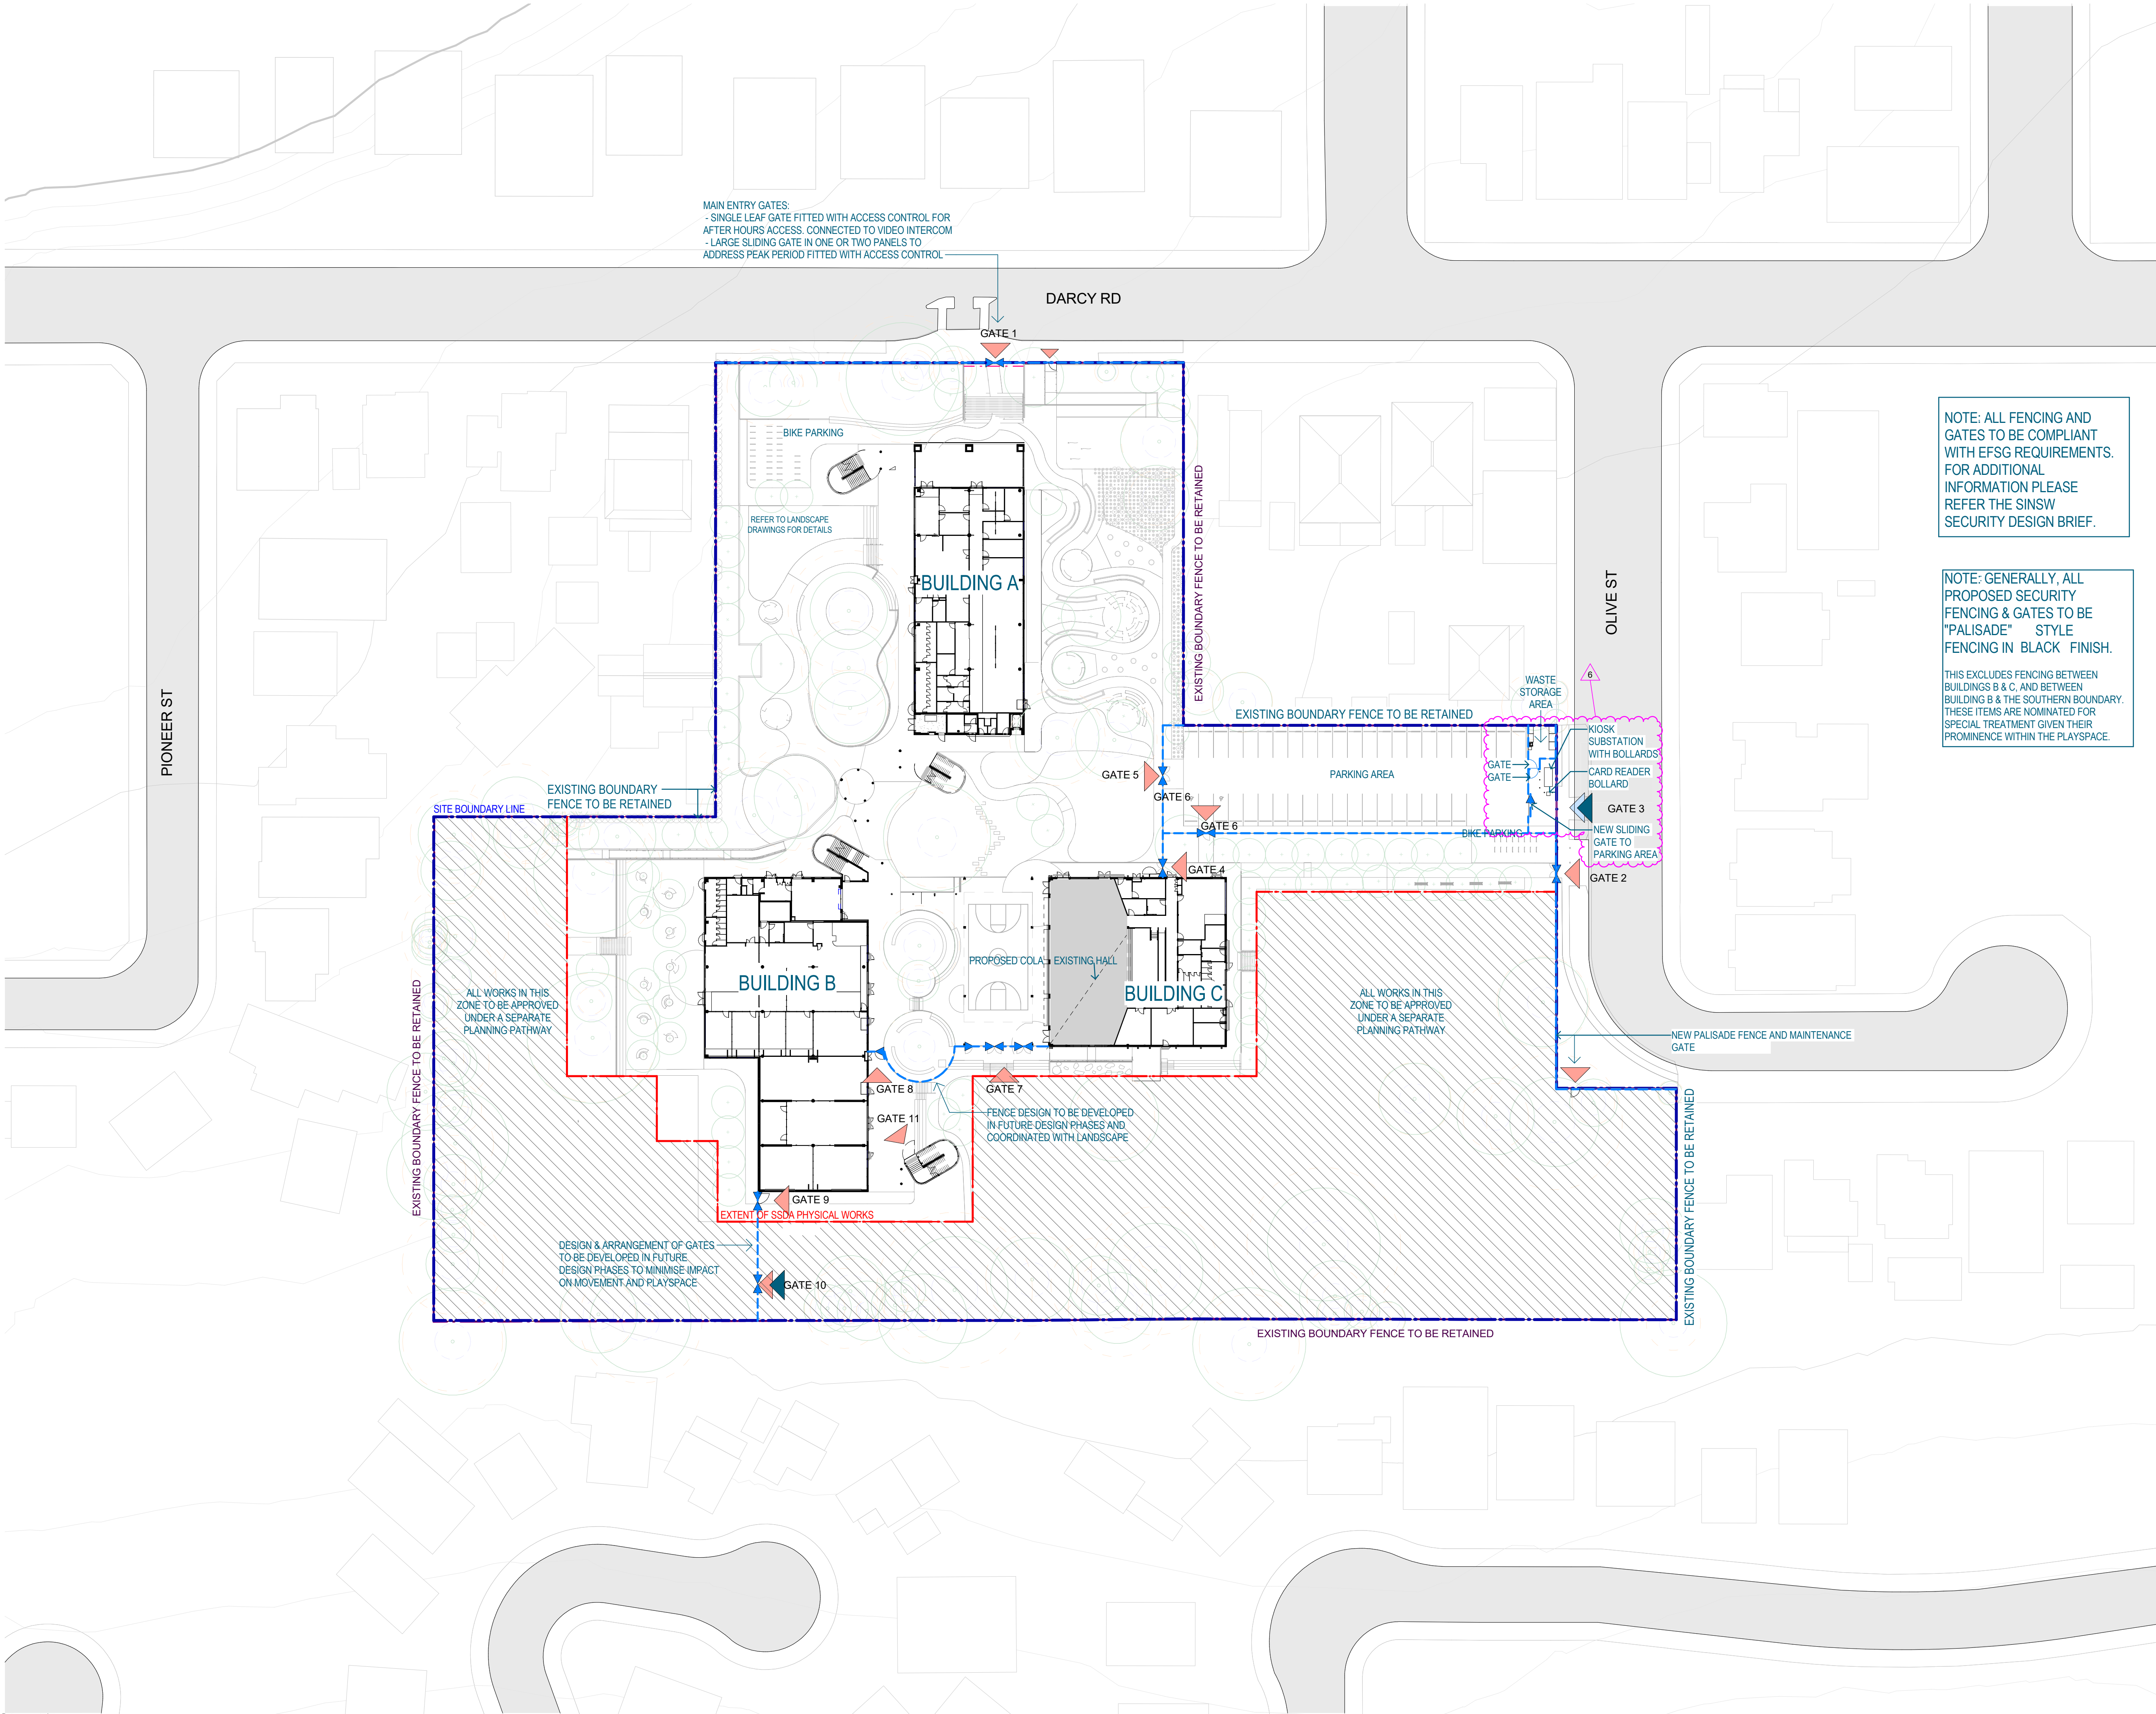 MAIN ENTRY GATES:
- SINGLE LEAF GATE FITTED WITH ACCESS CONTROL FOR
AFTER HOURS ACCESS. CONNECTED TO VIDEO INTERCOM
- LARGE SLIDING GATE IN ONE OR TWO PANELS TO
ADDRESS PEAK PERIOD FITTED WITH ACCESS CONTROL
DARCY RD
GATE 1
NOTE: ALL FENCING AND
GATES TO BE COMPLIANT
WITH EFSG REQUIREMENTS.
FOR ADDITIONAL
INFORMATION PLEASE
REFER THE SINSW
SECURITY DESIGN BRIEF.
BIKE PARKING
REFER TO LANDSCAPE
DRAWINGS FOR DETAILS
BUILDING A
EXISTING BOUNDARY FENCE TO BE RETAINED
OLIVE ST
NOTE: GENERALLY, ALL
PROPOSED SECURITY
FENCING & GATES TO BE
"PALISADE" STYLE
FENCING IN BLACK FINISH.
THIS EXCLUDES FENCING BETWEEN
BUILDINGS B & C, AND BETWEEN
BUILDING B & THE SOUTHERN BOUNDARY.
THESE ITEMS ARE NOMINATED FOR
SPECIAL TREATMENT GIVEN THEIR
PROMINENCE WITHIN THE PLAYSPACE.
PIONEER ST
6
WASTE
STORAGE
AREA
EXISTING BOUNDARY FENCE TO BE RETAINED
KIOSK
SUBSTATION
WITH BOLLARDS
GATE
GATE
CARD READER
BOLLARD
PARKING AREA
GATE 5
GATE 6
GATE 6
GATE 3
BIKE PARKING
NEW SLIDING
GATE TO
PARKING AREA
EXISTING BOUNDARY
FENCE TO BE RETAINED
SITE BOUNDARY LINE
GATE 4
GATE 2
PROPOSED COLA
EXISTING HALL
BUILDING B
BUILDING C
ALL WORKS IN THIS
ZONE TO BE APPROVED
UNDER A SEPARATE
PLANNING PATHWAY
ALL WORKS IN THIS
ZONE TO BE APPROVED
UNDER A SEPARATE
PLANNING PATHWAY
EXISTING BOUNDARY FENCE TO BE RETAINED
NEW PALISADE FENCE AND MAINTENANCE
GATE
GATE 8
GATE 7
GATE 11
FENCE DESIGN TO BE DEVELOPED
IN FUTURE DESIGN PHASES AND
COORDINATED WITH LANDSCAPE
EXISTING BOUNDARY FENCE TO BE RETAINED
GATE 9
EXTENT OF SSDA PHYSICAL WORKS
DESIGN & ARRANGEMENT OF GATES
TO BE DEVELOPED IN FUTURE
DESIGN PHASES TO MINIMISE IMPACT
ON MOVEMENT AND PLAYSPACE
GATE 10
EXISTING BOUNDARY FENCE TO BE RETAINED